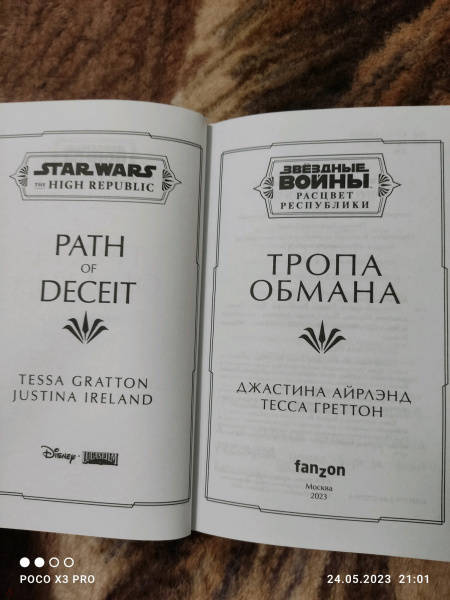 STAR WARS
THE HIGH REPUBLIC
PATH
OF
DECEIT
TESSA GRATTON
JUSTINA IRELAND
Disney · LUCASFILM
ЗВЁЗДНЫЕ
ВОЙНЫ
РАСЦВЕТ
РЕСПУБЛИКИ
ТРОПА
ОБМАНА
ДЖАСТИНА АЙРЛЭНД
ТЕССА ГРЕТТОН
fanzon
Москва
2023
POCO X3 PRO
24.05.2023 21:01